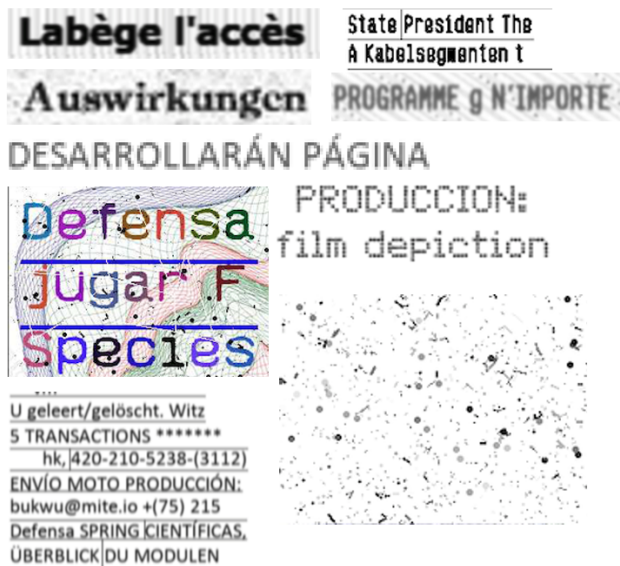 Labège l'accès
State President The
A Kabelsegmenten t
Auswirkungen
PROGRAMME g N'IMPORTE
DESARROLLARÁN PÁGINA
PRODUCCION:
film depiction
Defensa
jugar F
Species
U geleert/gelöscht. Witz
5 TRANSACTIONS *******
hk, 420-210-5238-(3112)
ENVÍO MOTO PRODUCCIÓN:
bukwu@mite.io +(75) 215
Defensa SPRING CIENTÍFICAS,
ÜBERBLICK DU MODULEN